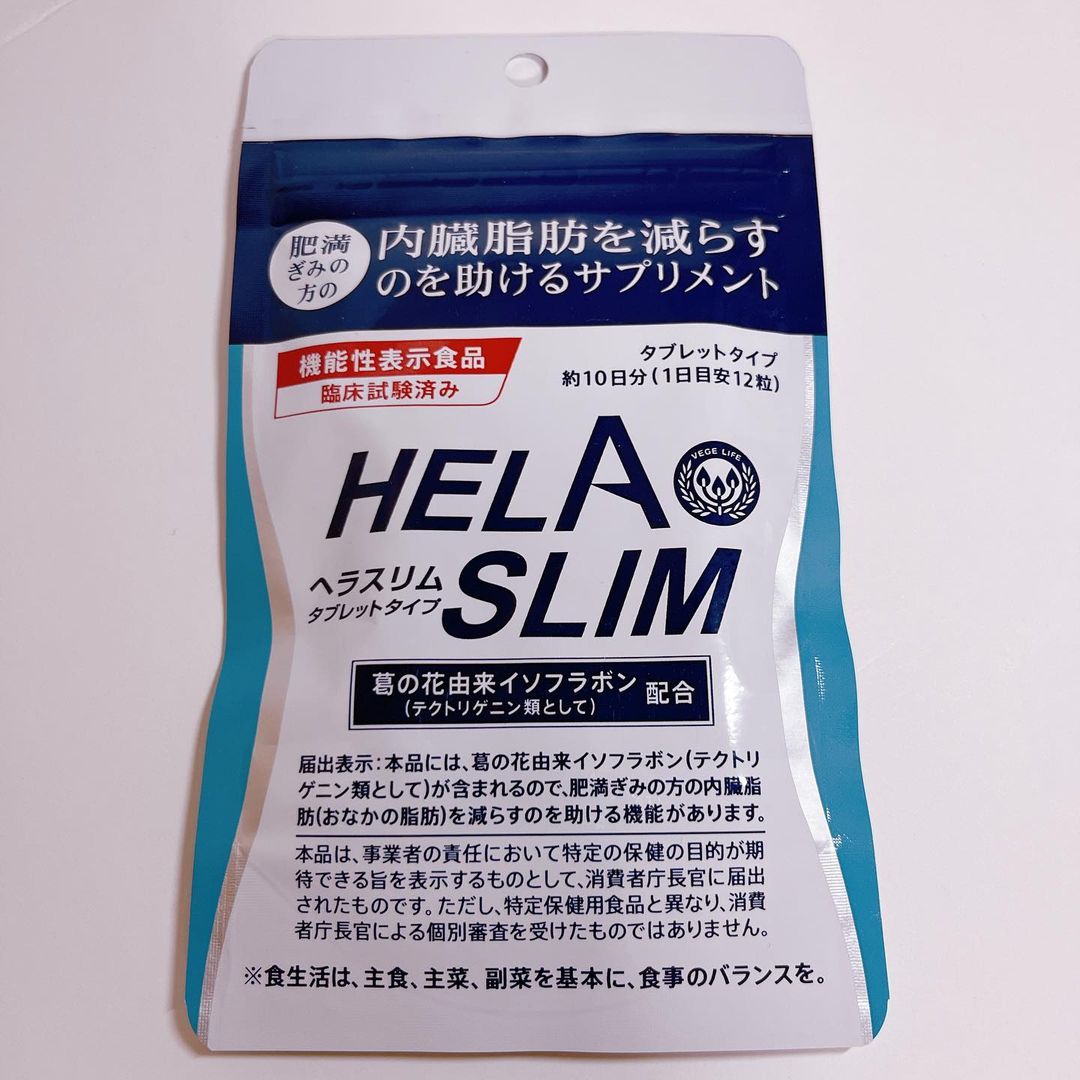 肥満
ぎみの
方の
内臓脂肪を減らす
のを助けるサプリメント
機能性表示食品
臨床試験済み
タブレットタイプ
約10日分(1日目安12粒)
HELA
VEGE LIFE
SLIM
ヘラスリム
タブレットタイプ
葛の花由来イソフラボン
(テクトリゲニン類として)
配合
届出表示:本品には、葛の花由来イソフラボン(テクトリ
ゲニン類として)が含まれるので、肥満ぎみの方の内臓脂
肪(おなかの脂肪)を減らすのを助ける機能があります。
本品は、事業者の責任において特定の保健の目的が期
待できる旨を表示するものとして、消費者庁長官に届出
されたものです。ただし、特定保健用食品と異なり、消費
者庁長官による個別審査を受けたものではありません。
※食生活は、主食、主菜、副菜を基本に、食事のバランスを。